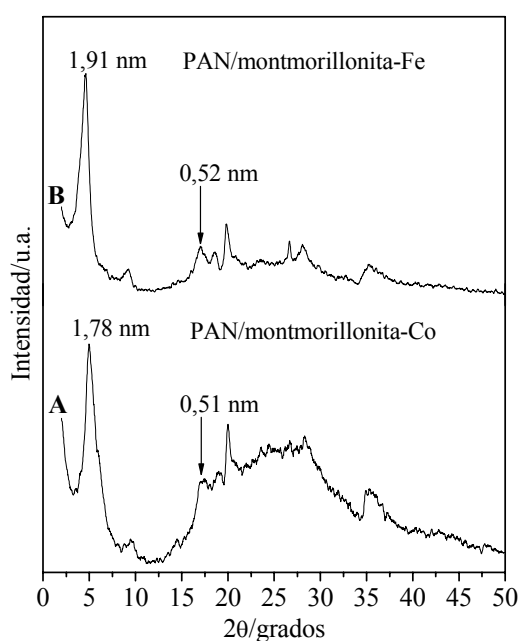 1,91 nm
PAN/montmorillonita-Fe
0,52 nm
B
1,78 nm
PAN/montmorillonita-Co
0,51 nm
A
Intensidad/u.a.
0 5 10 15 20 25 30 35 40 45 50
2θ/grados